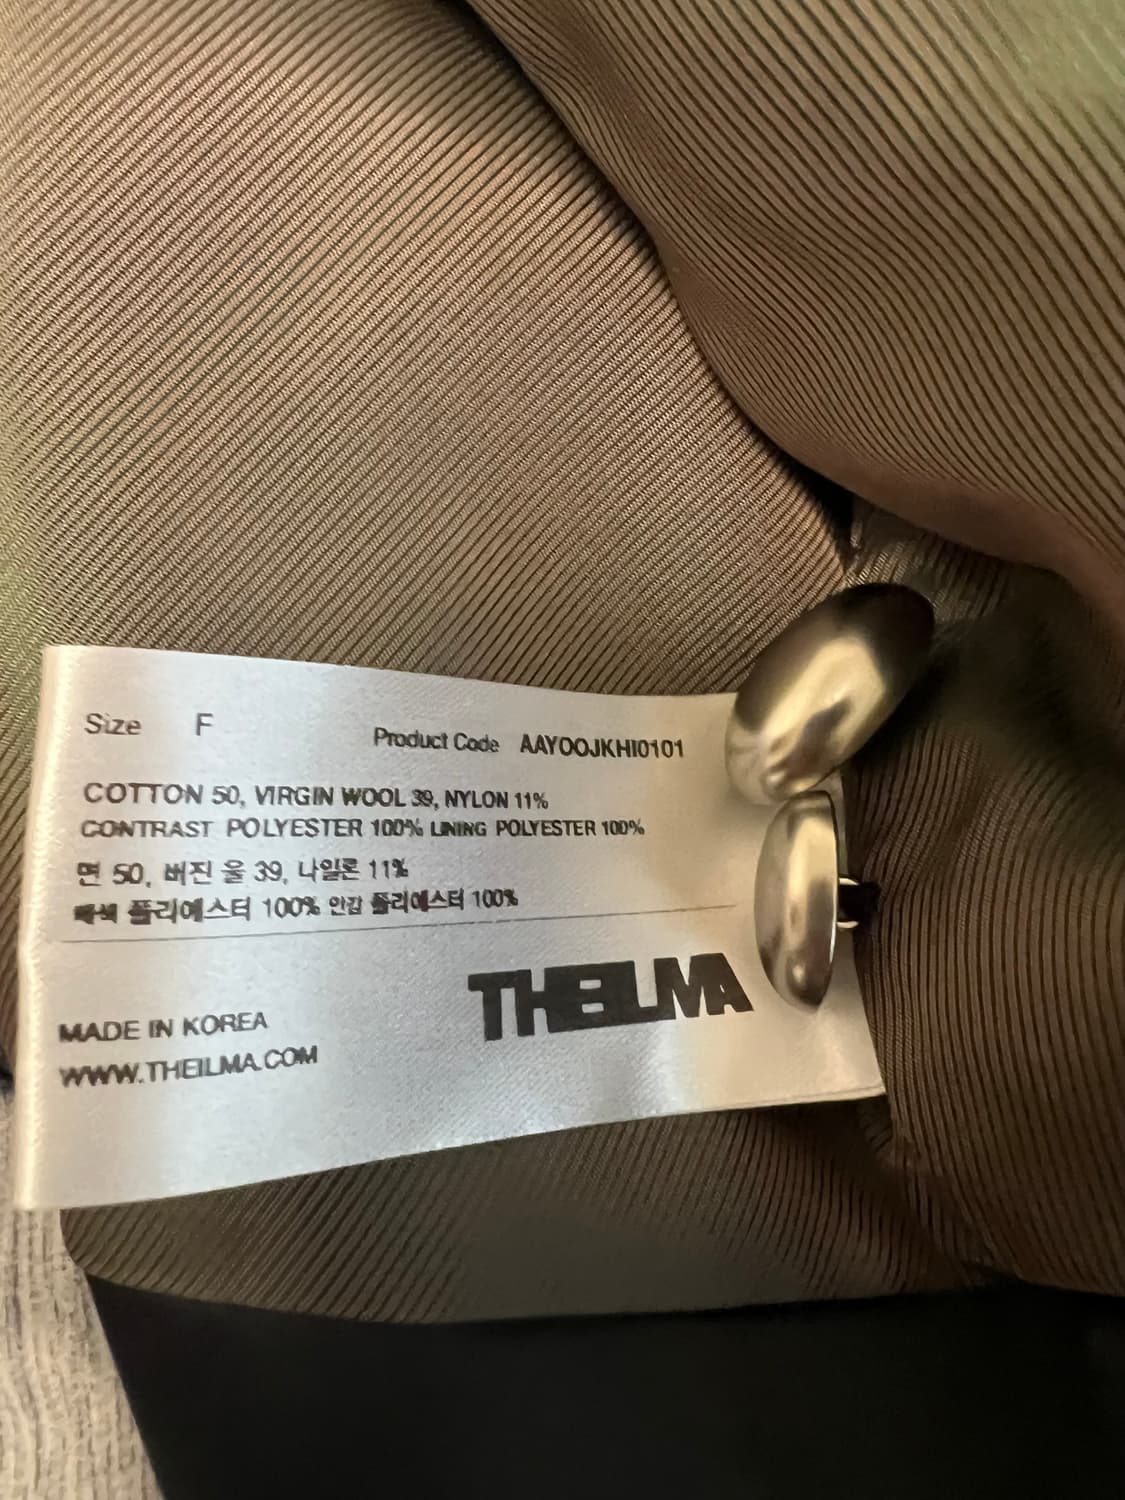 Size F
Product Code AAYOOJKHI0101
COTTON 50, VIRGIN WOOL 39, NYLON 11%
CONTRAST POLYESTER 100% LINING POLYESTER 100%
면 50, 버진 울 39, 나일론 11%
폴리에스터 100% 안감 폴리에스터 100%
THEILMA
MADE IN KOREA
WWW.THEILMA.COM